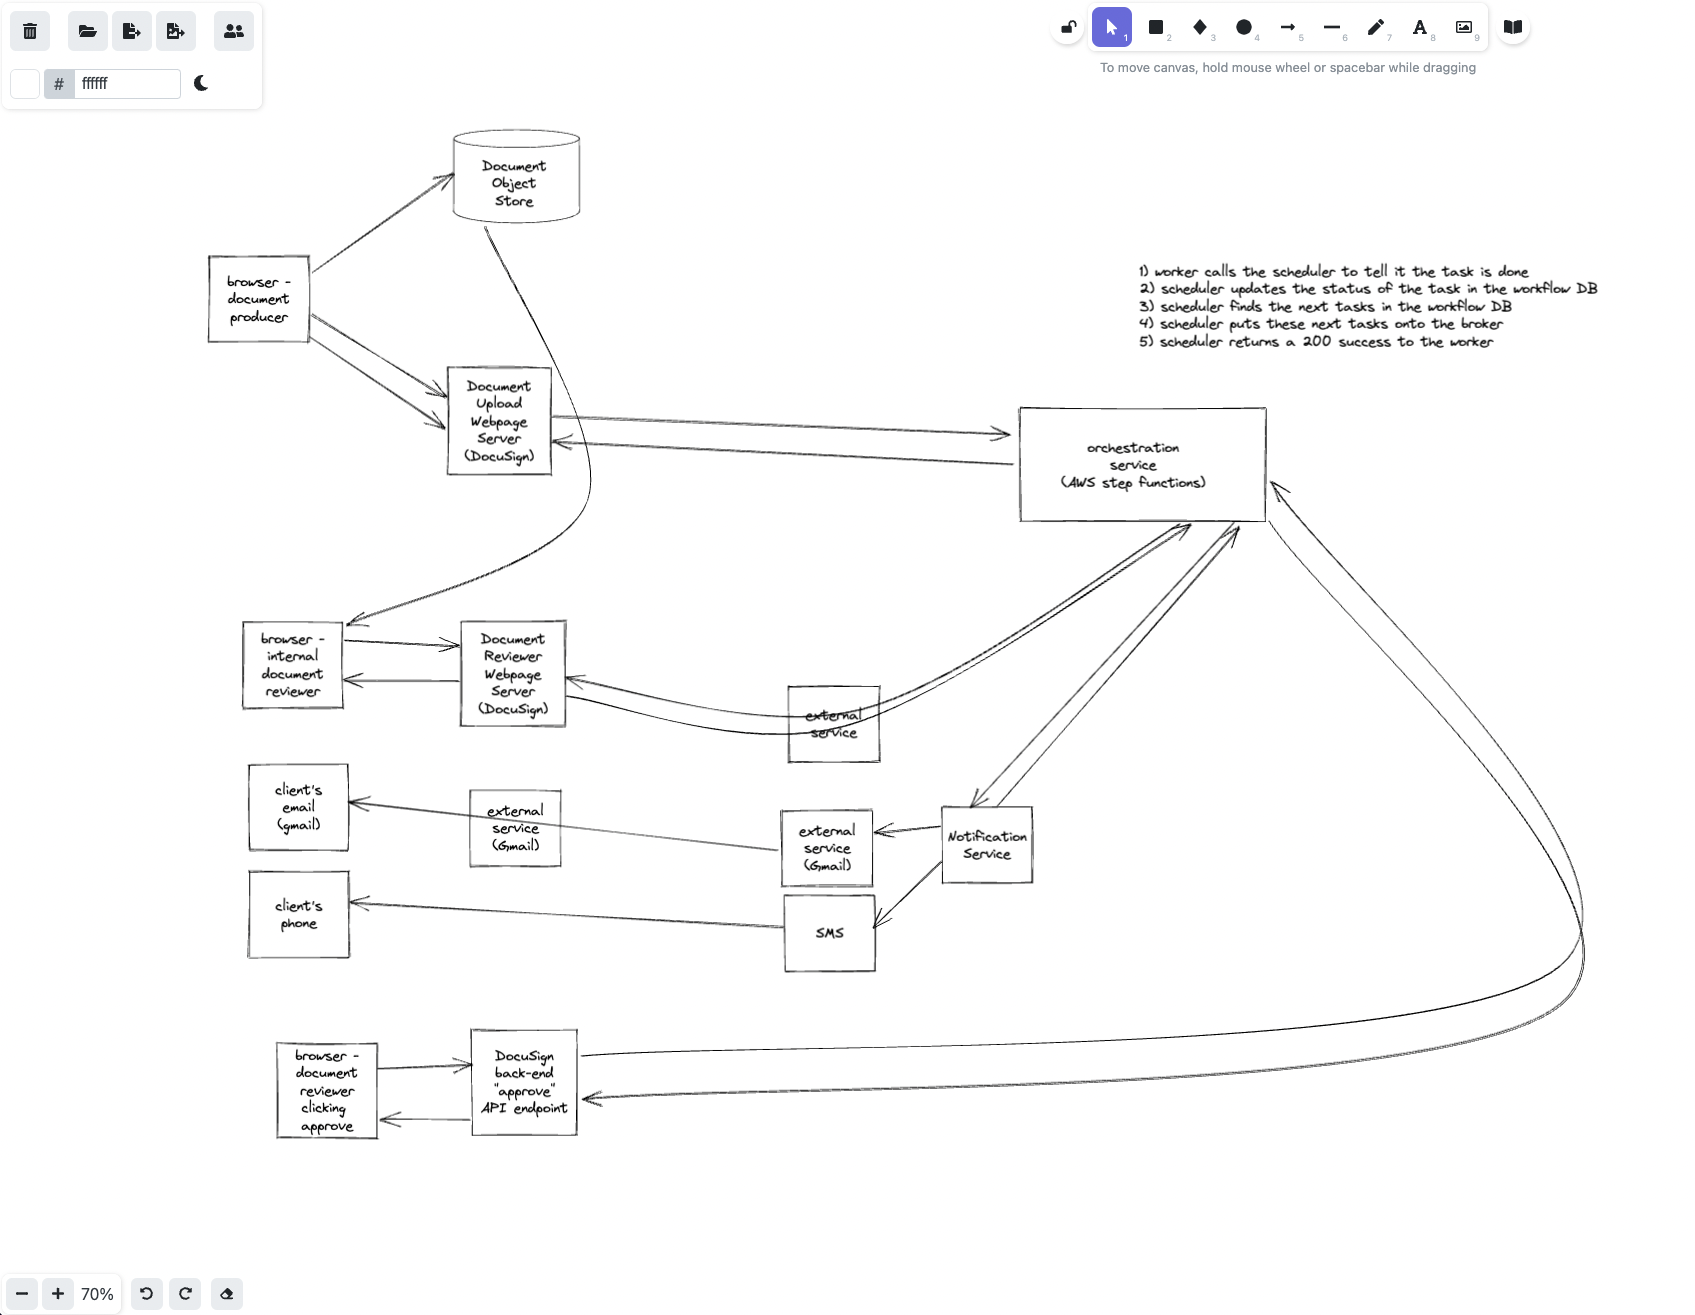 1
2
3
4
5
6
7
8
9
To move canvas, hold mouse wheel or spacebar while dragging
# ffffff
Document
Object
Store
browser -
document
producer
1) worker calls the scheduler to tell it the task is done
2) scheduler updates the status of the task in the workflow DB
3) scheduler finds the next tasks in the workflow DB
4) scheduler puts these next tasks onto the broker
5) scheduler returns a 200 success to the worker
Document
Upload
Webpage
Server
(DocuSign)
orchestration
service
(AWS step functions)
browser -
internal
document
reviewer
Document
Reviewer
Webpage
Server
(DocuSign)
external
service
client's
email
(gmail)
external
service
(Gmail)
external
service
(Gmail)
Notification
Service
client's
phone
SMS
browser -
document
reviewer
clicking
approve
DocuSign
back-end
"approve"
API endpoint
70%